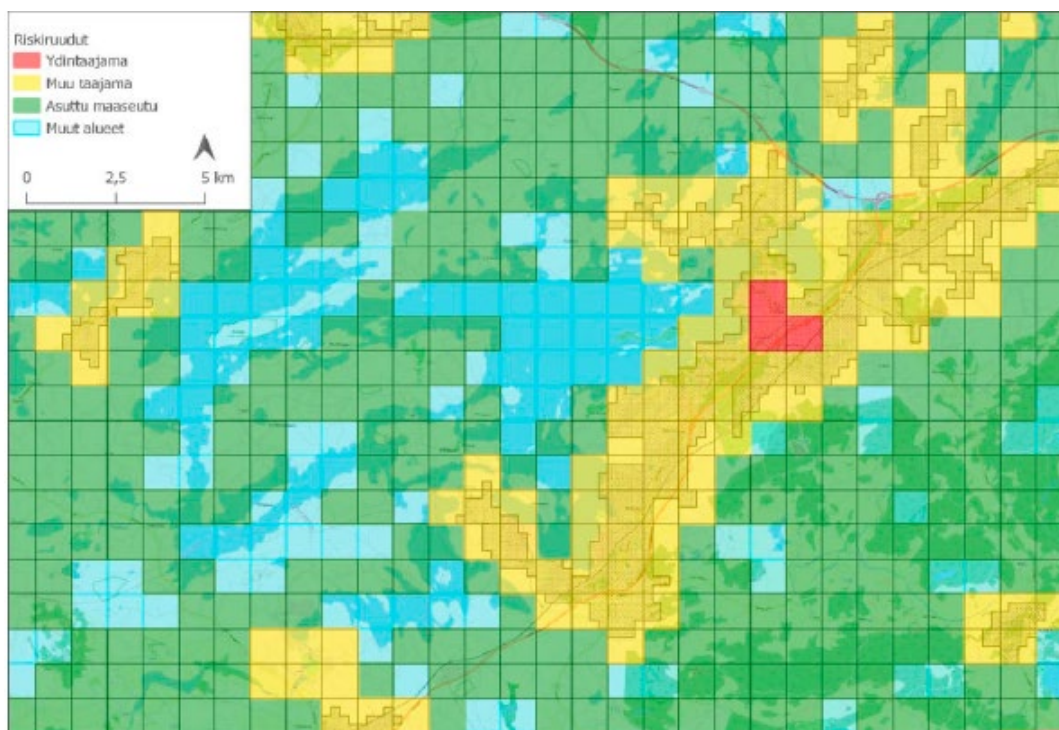 Riskiruudut
Ydintaajama
Muu taajama
Asuttu maaseutu
Muut alueet
0 2,5 5 km